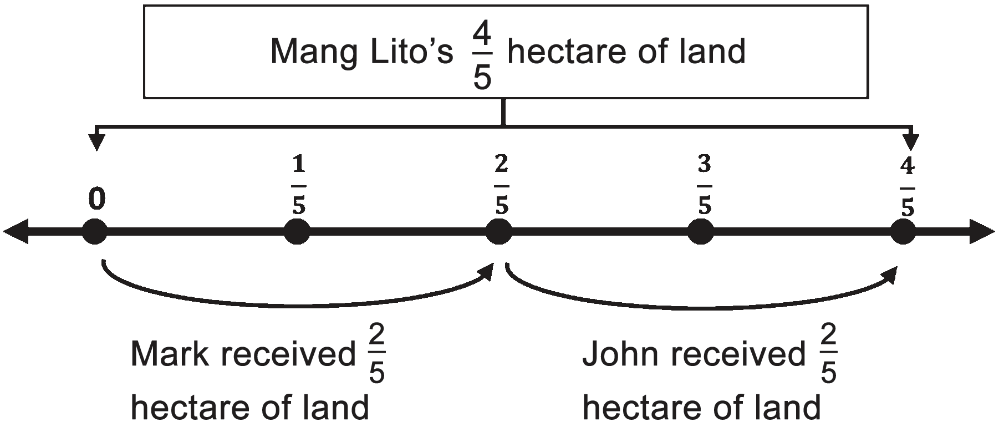 Mang Lito’s 4/5 hectare of land
0 1/5 2/5 3/5 4/5
Mark received 2/5
hectare of land
John received 2/5
hectare of land